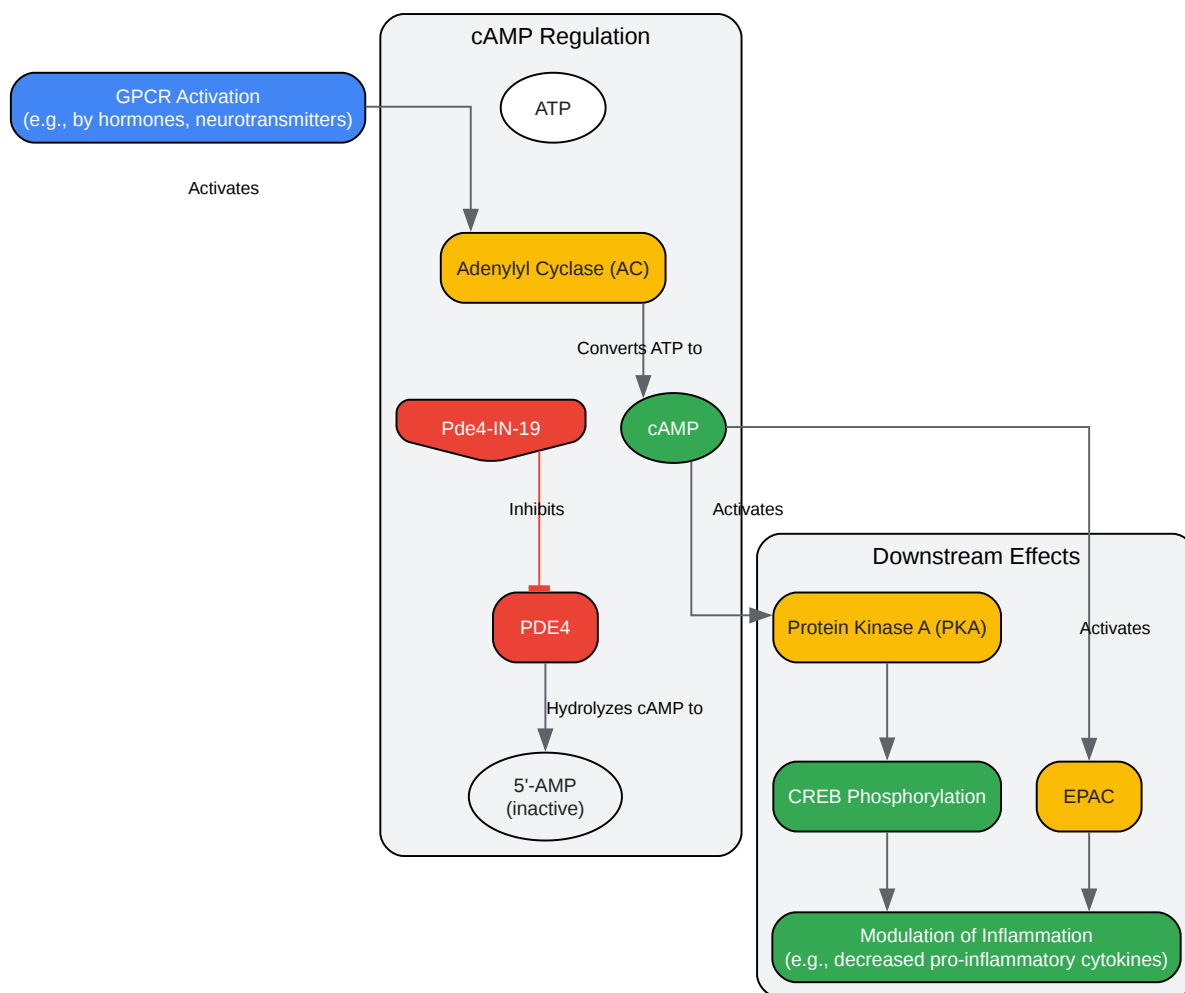 cAMP Regulation
GPCR Activation
(e.g., by hormones, neurotransmitters)
ATP
Activates
Adenylyl Cyclase (AC)
Converts ATP to
Pde4-IN-19
cAMP
Inhibits
Activates
Downstream Effects
PDE4
Protein Kinase A (PKA)
Activates
Hydrolyzes cAMP to
5'-AMP
(inactive)
CREB Phosphorylation
EPAC
Modulation of Inflammation
(e.g., decreased pro-inflammatory cytokines)